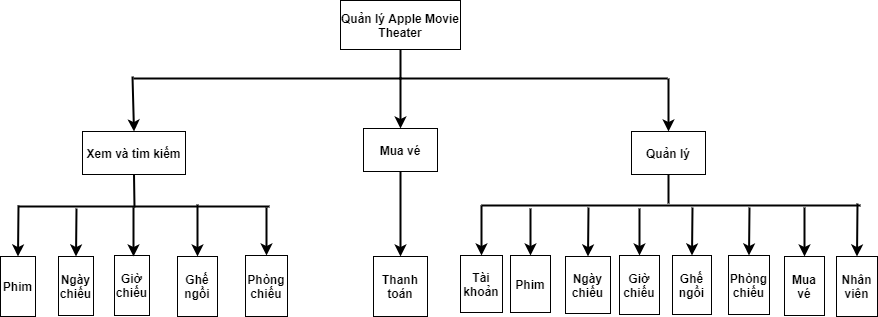 Quản lý Apple Movie
Theater
Xem và tìm kiếm
Mua vé
Quản lý
Phim
Ngày
chiếu
Giờ
chiếu
Ghế
ngồi
Phòng
chiếu
Thanh
toán
Tài
khoản
Phim
Ngày
chiếu
Giờ
chiếu
Ghế
ngồi
Phòng
chiếu
Mua
vé
Nhân
viên